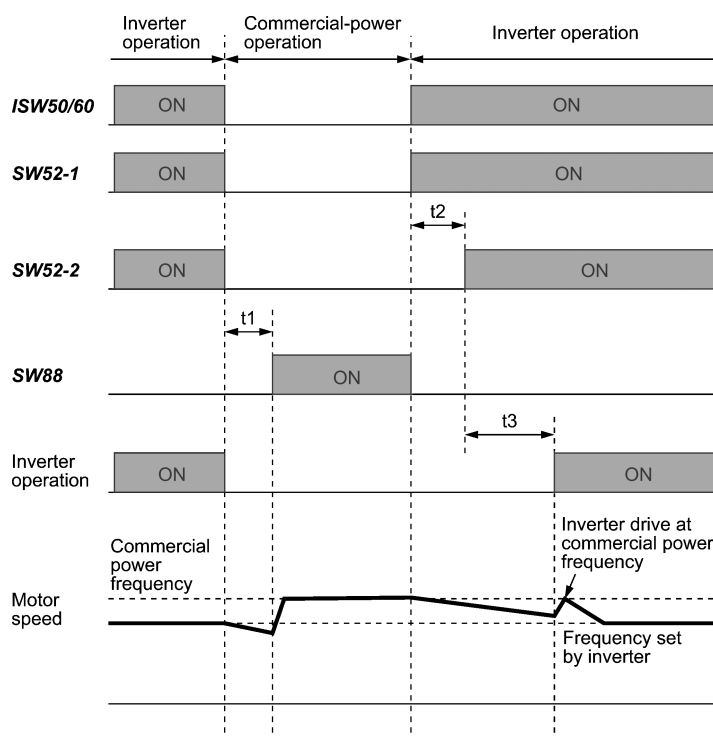 Inverter
operation
Commercial-power
operation
Inverter operation
ISW50/60
ON
ON
SW52-1
ON
ON
t2
SW52-2
ON
ON
t1
SW88
ON
t3
Inverter
operation
ON
ON
Commercial
power
frequency
Inverter drive at
commercial power
frequency
Motor
speed
Frequency set
by inverter